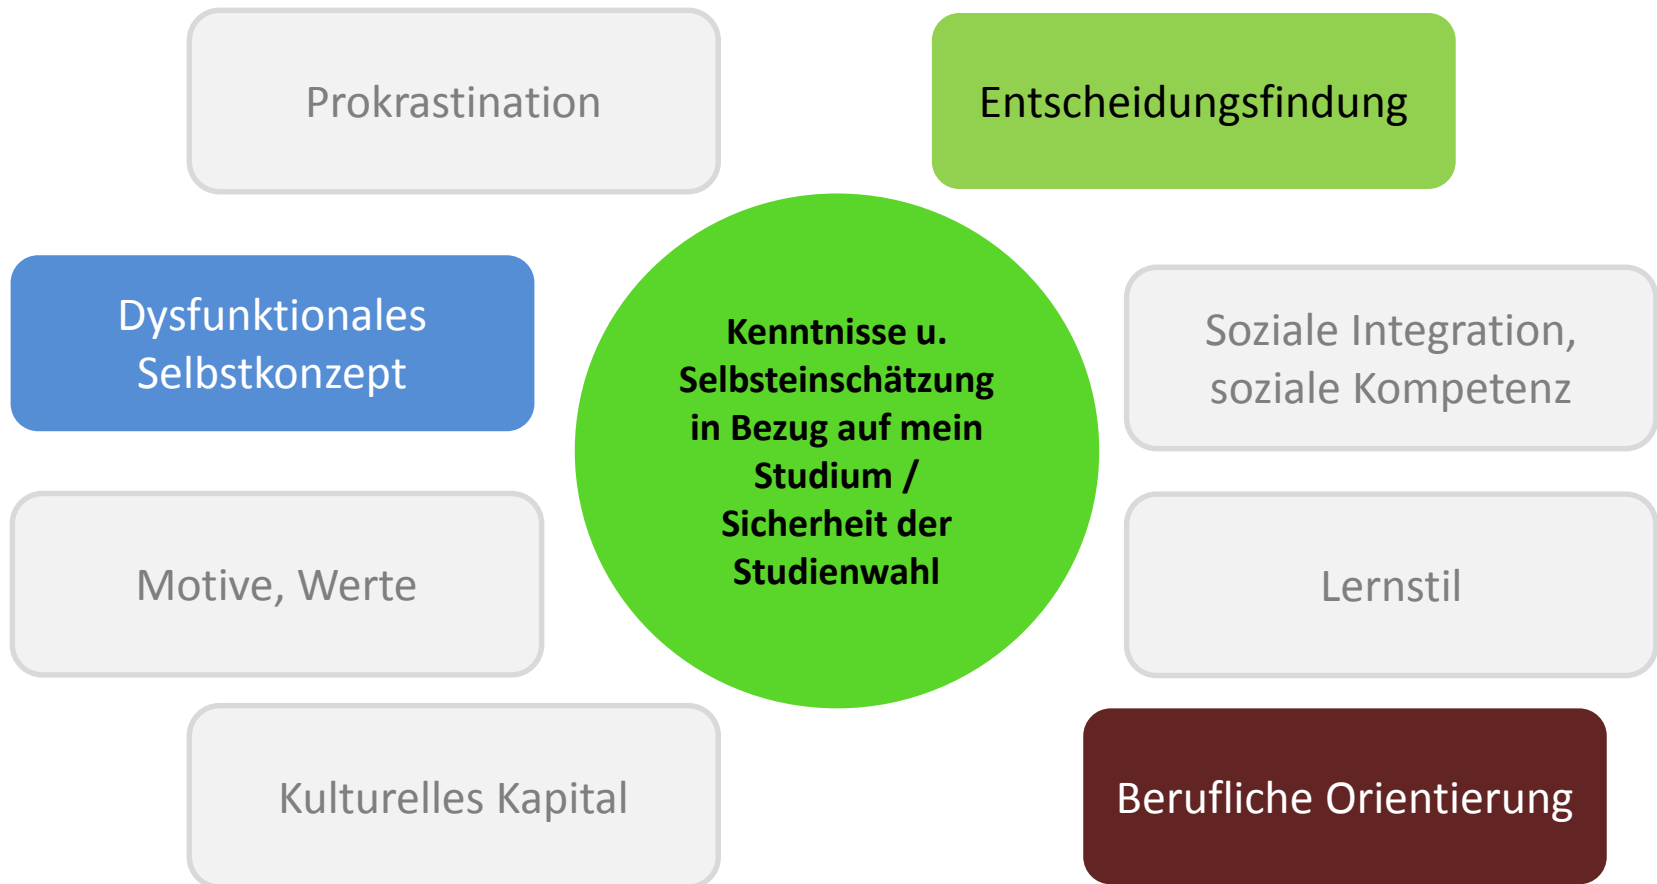 Prokrastination
Entscheidungsfindung
Dysfunktionales
Selbstkonzept
Kenntnisse u.
Selbsteinschätzung
in Bezug auf mein
Studium /
Sicherheit der
Studienwahl
Soziale Integration,
soziale Kompetenz
Motive, Werte
Lernstil
Kulturelles Kapital
Berufliche Orientierung